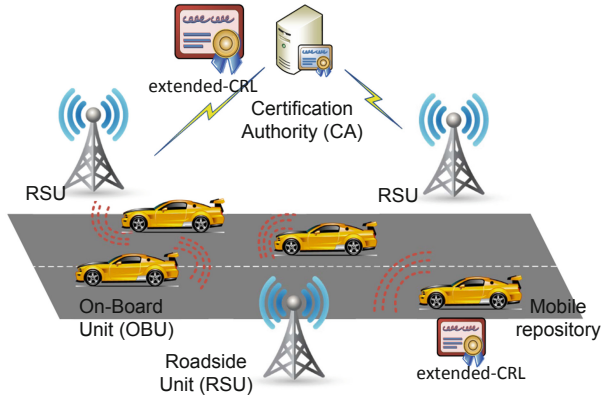 extended-CRL
Certification
Authority (CA)
RSU
RSU
On-Board
Unit (OBU)
Mobile
repository
Roadside
Unit (RSU)
extended-CRL